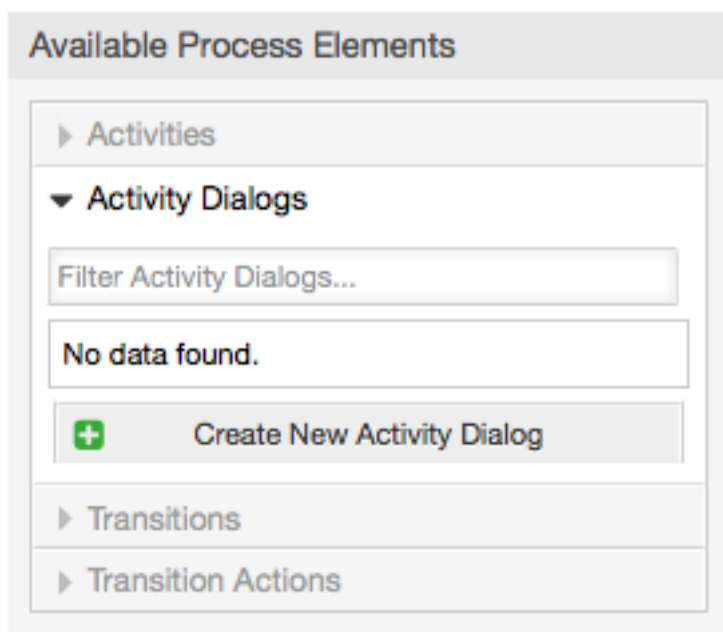 Available Process Elements
Activities
Activity Dialogs
Filter Activity Dialogs...
No data found.
Create New Activity Dialog
Transitions
Transition Actions